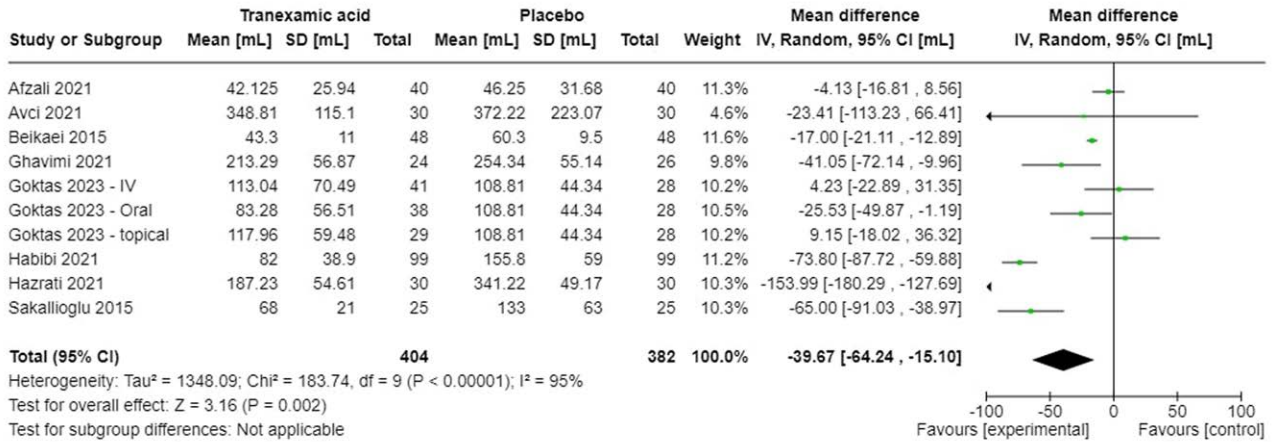 Tranexamic acid Placebo Mean difference Mean difference
Study or Subgroup Mean [mL] SD [mL] Total Mean [mL] SD [mL] Total Weight IV, Random, 95% CI [mL] IV, Random, 95% CI [mL]
Afzali 2021 42.125 25.94 40 46.25 31.68 40 11.3% -4.13 [-16.81 , 8.56]
Avci 2021 348.81 115.1 30 372.22 223.07 30 4.6% -23.41 [-113.23 , 66.41]
Beikaei 2015 43.3 11 48 60.3 9.5 48 11.6% -17.00 [-21.11 , -12.89]
Ghavimi 2021 213.29 56.87 24 254.34 55.14 26 9.8% -41.05 [-72.14 , -9.96]
Goktas 2023 - IV 113.04 70.49 41 108.81 44.34 28 10.2% 4.23 [-22.89 , 31.35]
Goktas 2023 - Oral 83.28 56.51 38 108.81 44.34 28 10.5% -25.53 [-49.87 , -1.19]
Goktas 2023 - topical 117.96 59.48 29 108.81 44.34 28 10.2% 9.15 [-18.02 , 36.32]
Habibi 2021 82 38.9 99 155.8 59 99 11.2% -73.80 [-87.72 , -59.88]
Hazrati 2021 187.23 54.61 30 341.22 49.17 30 10.3% -153.99 [-180.29 , -127.69]
Sakallioglu 2015 68 21 25 133 63 25 10.3% -65.00 [-91.03 , -38.97]
Total (95% CI) 404 382 100.0% -39.67 [-64.24 , -15.10]
Heterogeneity: Tau² = 1348.09; Chi² = 183.74, df = 9 (P < 0.00001); I² = 95%
Test for overall effect: Z = 3.16 (P = 0.002)
Test for subgroup differences: Not applicable
-100 -50 0 50 100
Favours [experimental] Favours [control]